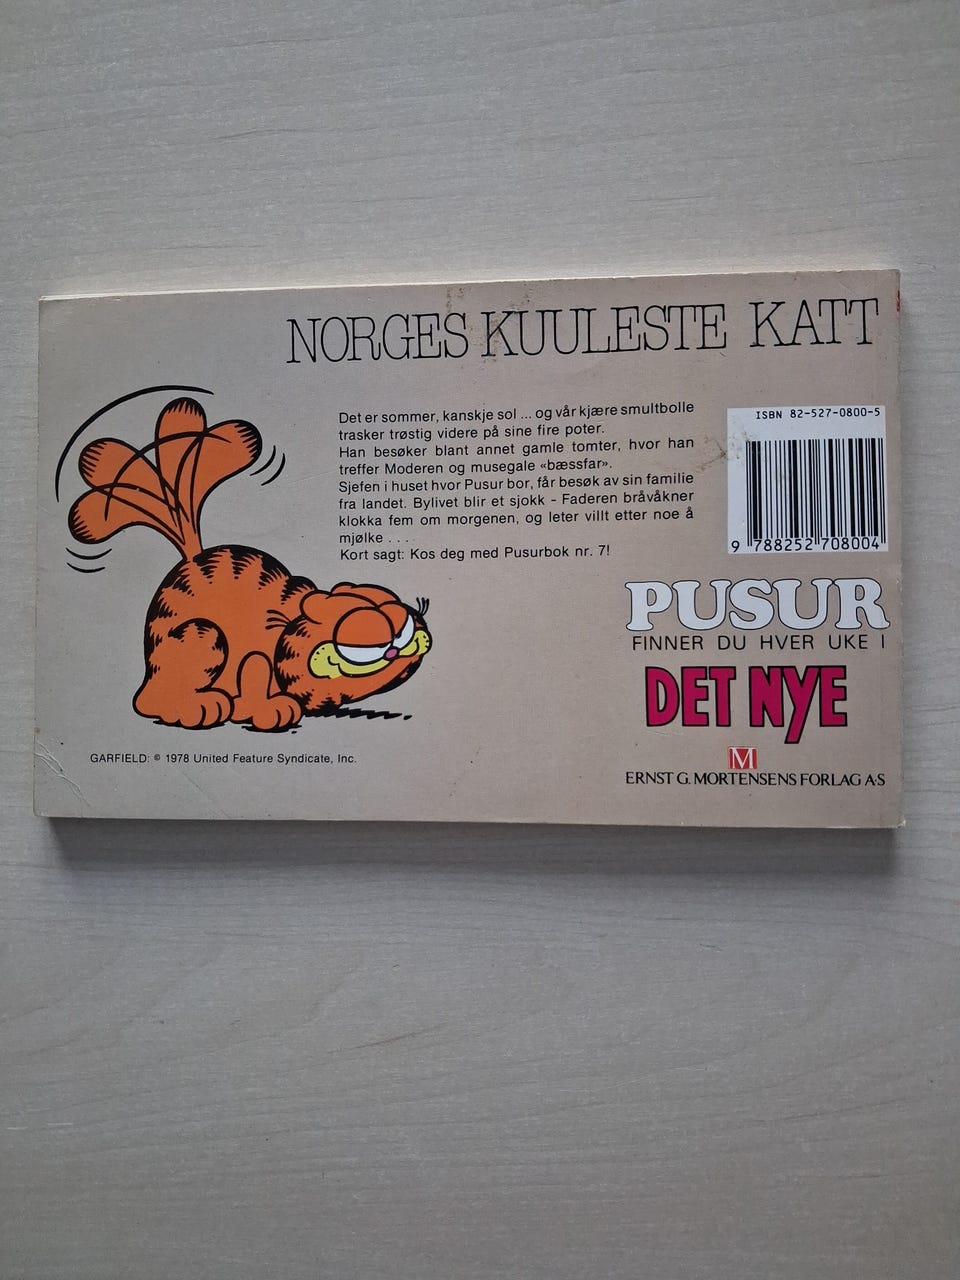 NORGES KUULESTE KATT
Det er sommer, kanskje sol ... og vår kjære smultbolle
trasker trøstig videre på sine fire poter.
Han besøker blant annet gamle tomter, hvor han
treffer Moderen og musegale «bæssfar».
Sjefen i huset hvor Pusur bor, får besøk av sin familie
fra landet. Bylivet blir et sjokk – Faderen bråvåkner
klokka fem om morgenen, og leter villt etter noe å
mjølke ....
Kort sagt: Kos deg med Pusurbok nr. 7!
ISBN 82-527-0800-5
9 788252 708004
PUSUR
FINNER DU HVER UKE I
DET NYE
M
ERNST G. MORTENSENS FORLAG A·S
GARFIELD: © 1978 United Feature Syndicate, Inc.